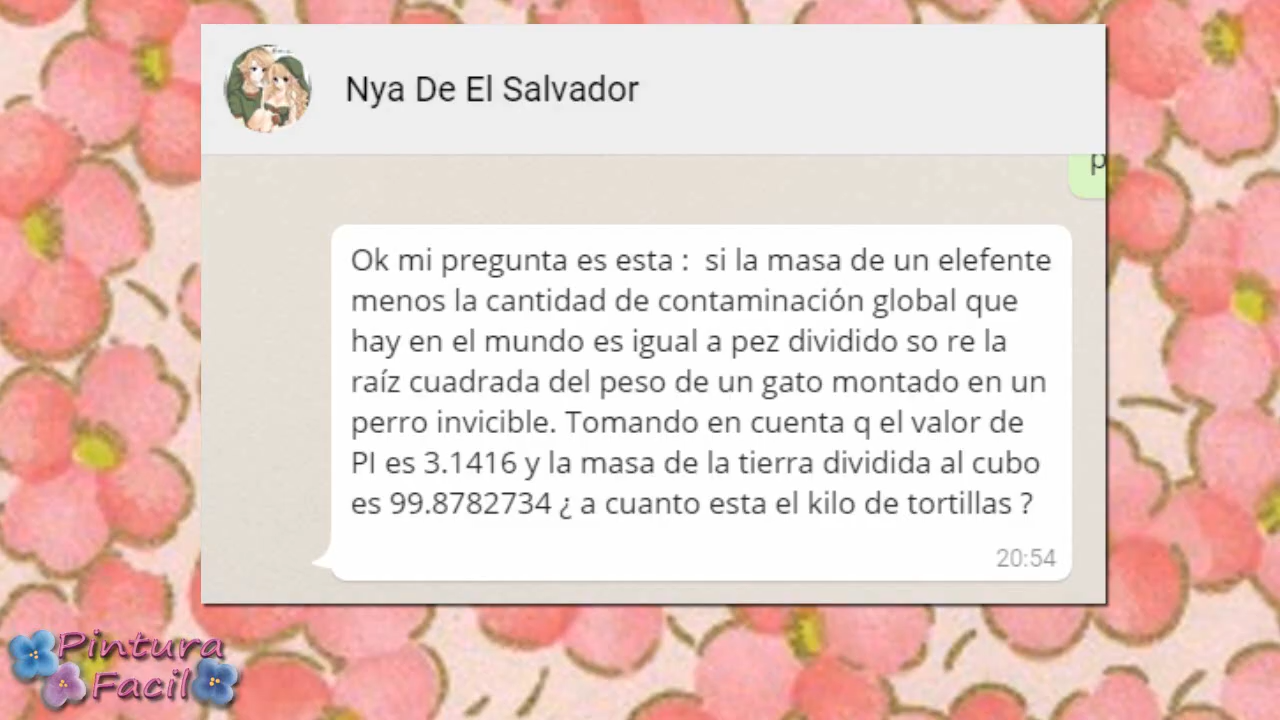 Nya De El Salvador
p
Ok mi pregunta es esta :  si la masa de un elefente
menos la cantidad de contaminación global que
hay en el mundo es igual a pez dividido so re la
raíz cuadrada del peso de un gato montado en un
perro invicible. Tomando en cuenta q el valor de
PI es 3.1416 y la masa de la tierra dividida al cubo
es 99.8782734 ¿ a cuanto esta el kilo de tortillas ?
20:54
Pintura
Facil